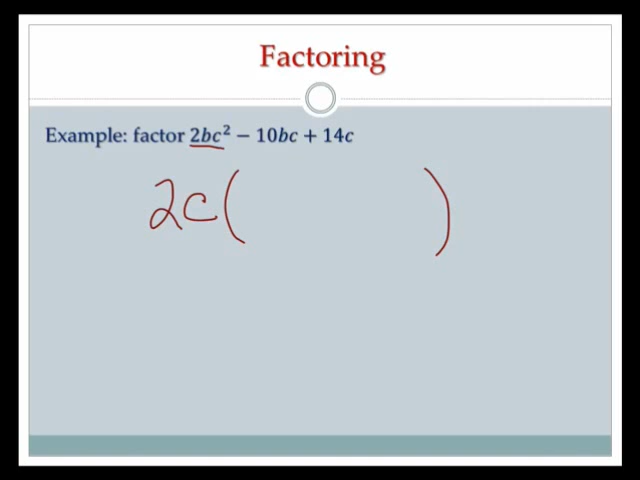 Factoring
Example: factor 2bc² − 10bc + 14c
2c( )